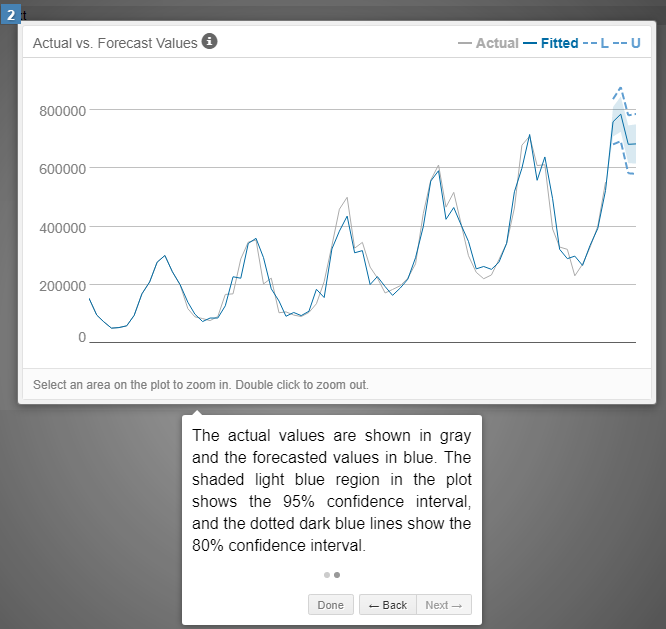 2
Actual vs. Forecast Values
Actual Fitted L U
800000
600000
400000
200000
0
Select an area on the plot to zoom in. Double click to zoom out.
The actual values are shown in gray
and the forecasted values in blue. The
shaded light blue region in the plot
shows the 95% confidence interval,
and the dotted dark blue lines show the
80% confidence interval.
Done ← Back Next →